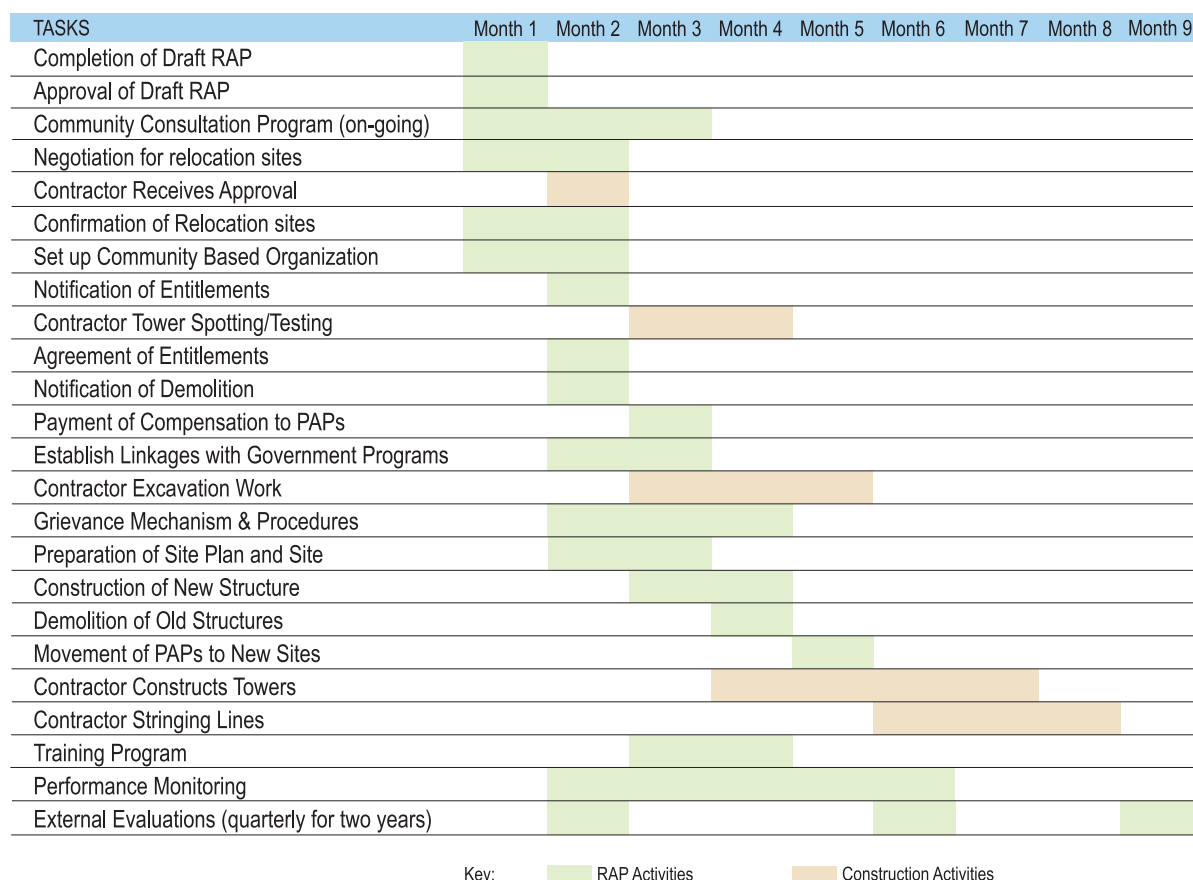 TASKS Month 1 Month 2 Month 3 Month 4 Month 5 Month 6 Month 7 Month 8 Month 9
Completion of Draft RAP
Approval of Draft RAP
Community Consultation Program (on-going)
Negotiation for relocation sites
Contractor Receives Approval
Confirmation of Relocation sites
Set up Community Based Organization
Notification of Entitlements
Contractor Tower Spotting/Testing
Agreement of Entitlements
Notification of Demolition
Payment of Compensation to PAPs
Establish Linkages with Government Programs
Contractor Excavation Work
Grievance Mechanism & Procedures
Preparation of Site Plan and Site
Construction of New Structure
Demolition of Old Structures
Movement of PAPs to New Sites
Contractor Constructs Towers
Contractor Stringing Lines
Training Program
Performance Monitoring
External Evaluations (quarterly for two years)
Key: RAP Activities Construction Activities